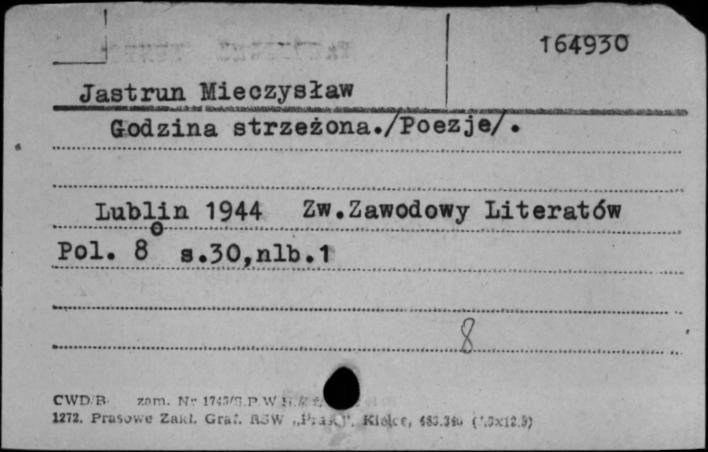 164930
Jastrun Mieczysław
Godzina strzeżona./Poezje/.
Lublin 1944 Zw.Zawodowy Literatów
Pol. 8° s.30,nlb.1
8
CWD/B zam. Nr
1272. Prasowe Zakł. Graf. RSW „Prasa”, Kielce,